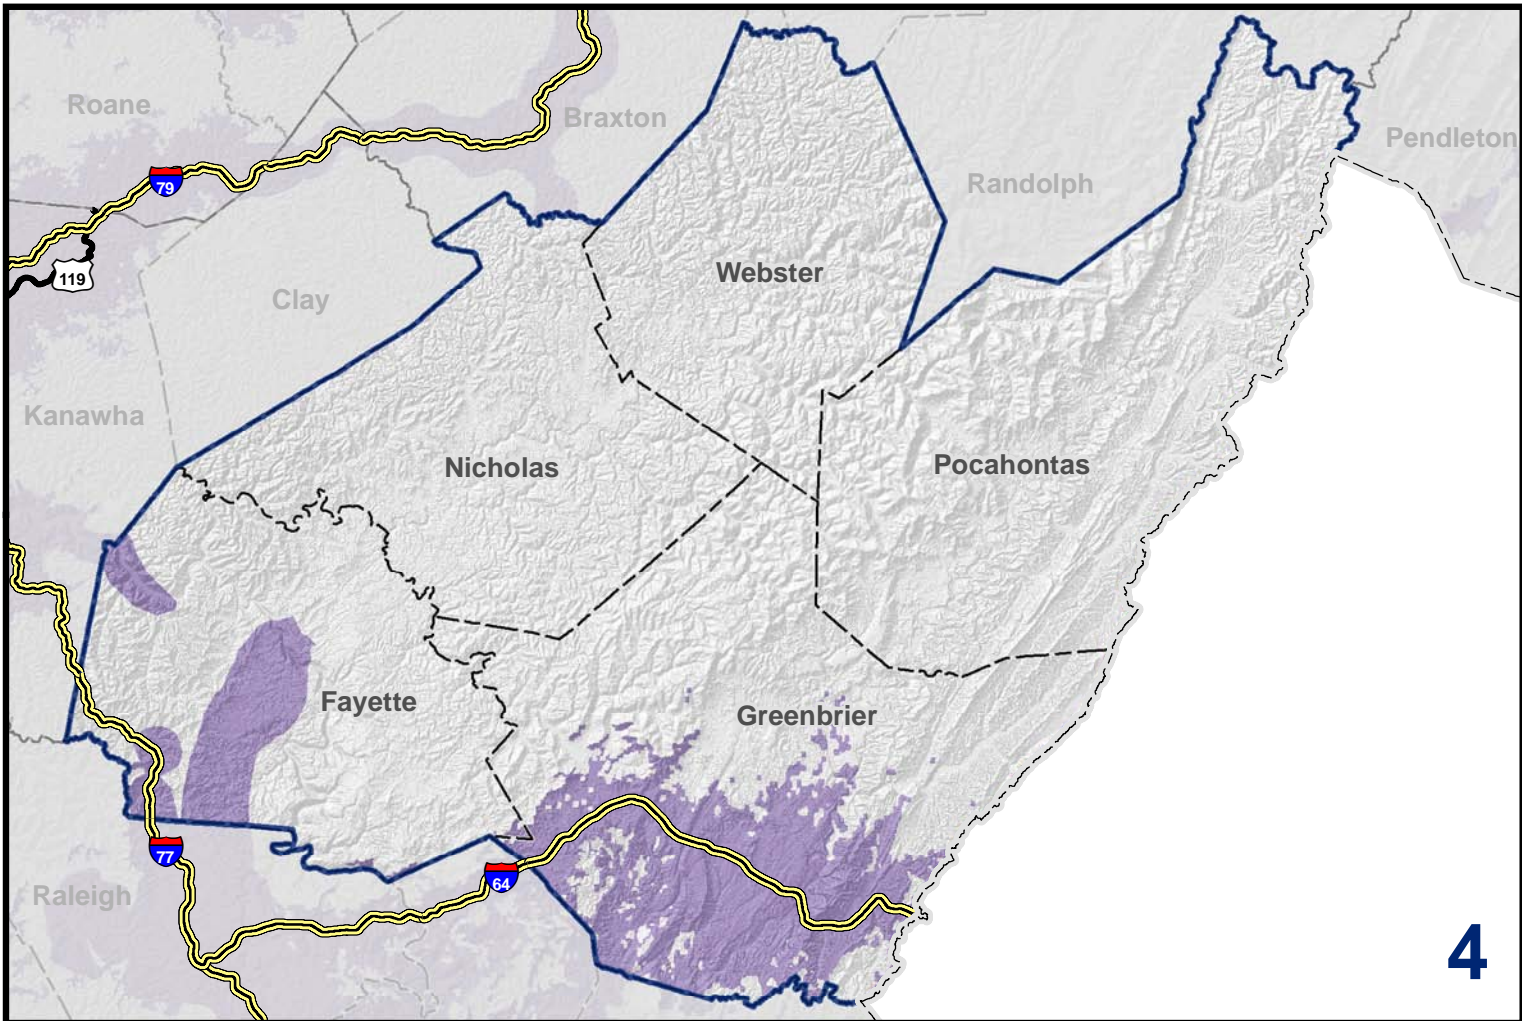 Roane
Braxton
Pendleton
79
Randolph
Webster
119
Clay
Kanawha
Nicholas
Pocahontas
Fayette
Greenbrier
77
64
Raleigh
4